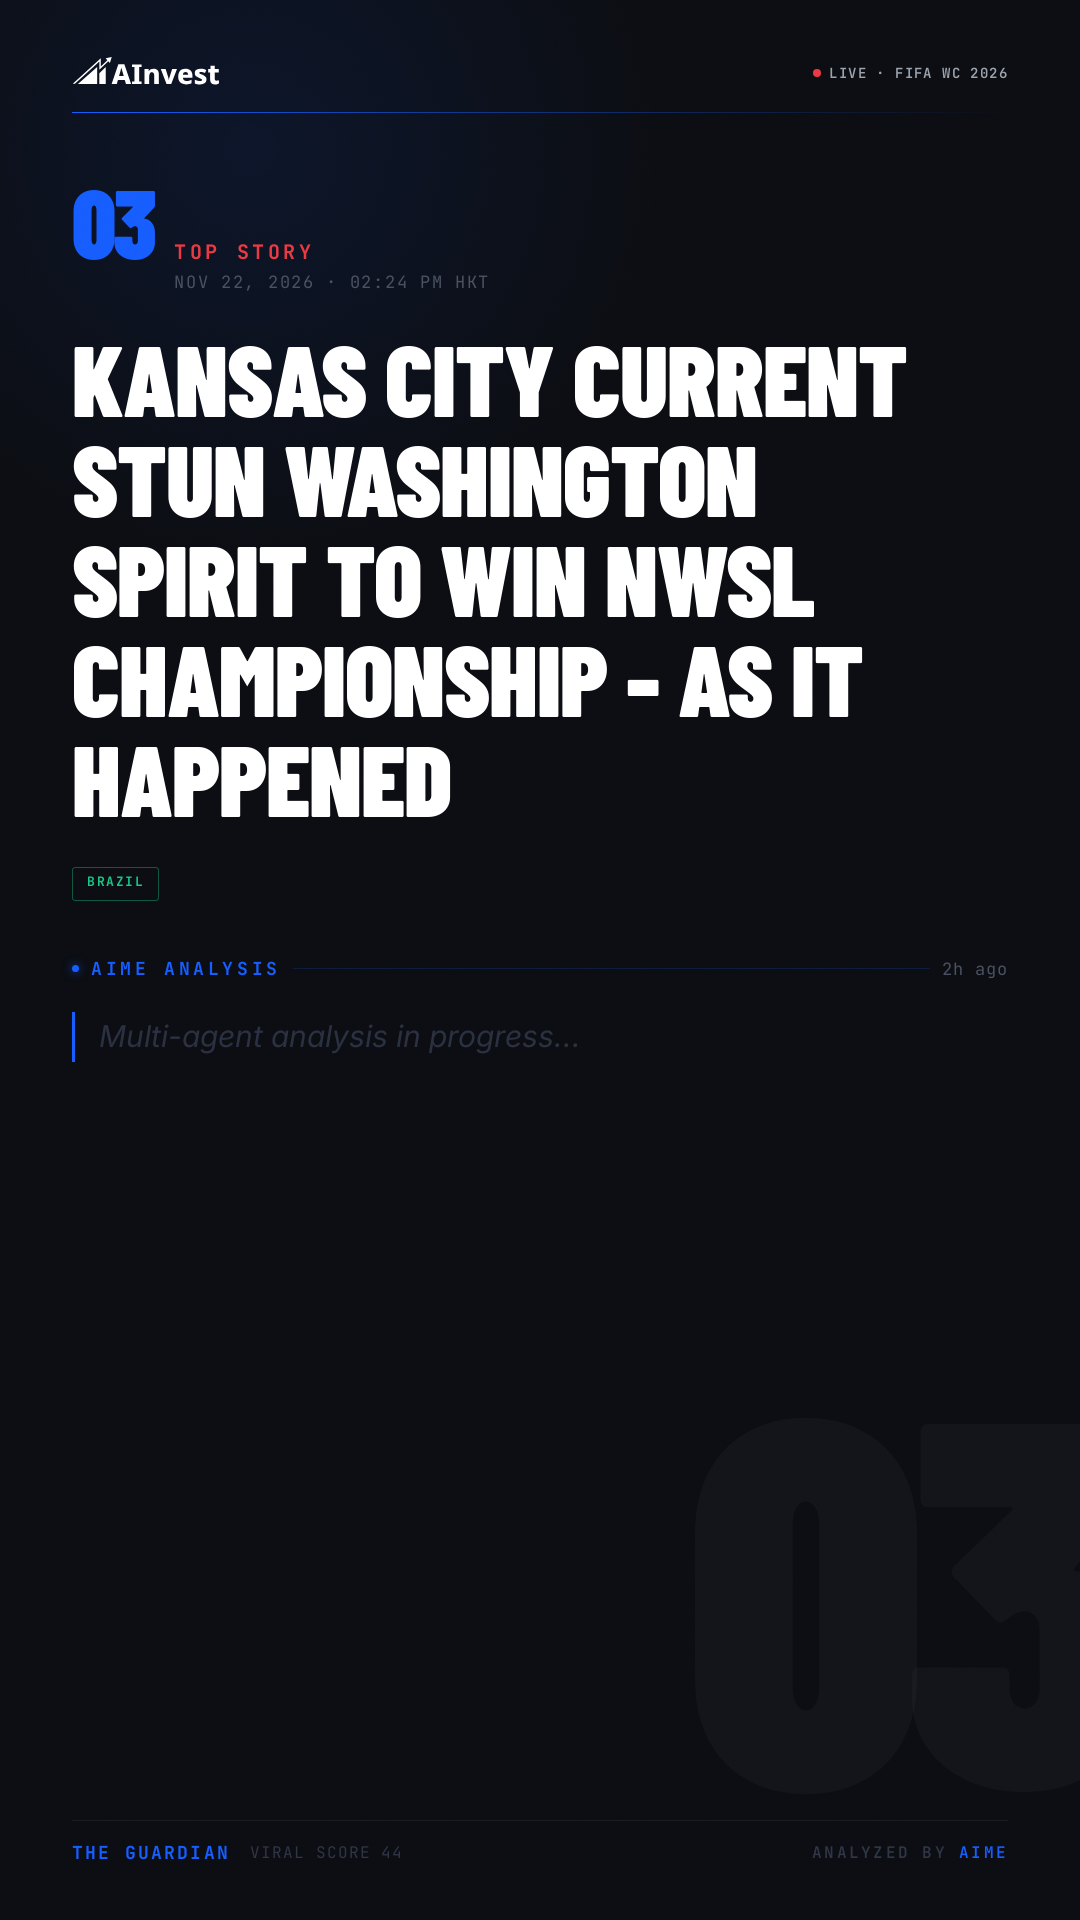 AInvest
LIVE · FIFA WC 2026
03
TOP STORY
NOV 22, 2026 · 02:24 PM HKT
KANSAS CITY CURRENT
STUN WASHINGTON
SPIRIT TO WIN NWSL
CHAMPIONSHIP – AS IT
HAPPENED
BRAZIL
AIME ANALYSIS
2h ago
Multi-agent analysis in progress...
03
THE GUARDIAN VIRAL SCORE 44
ANALYZED BY AIME